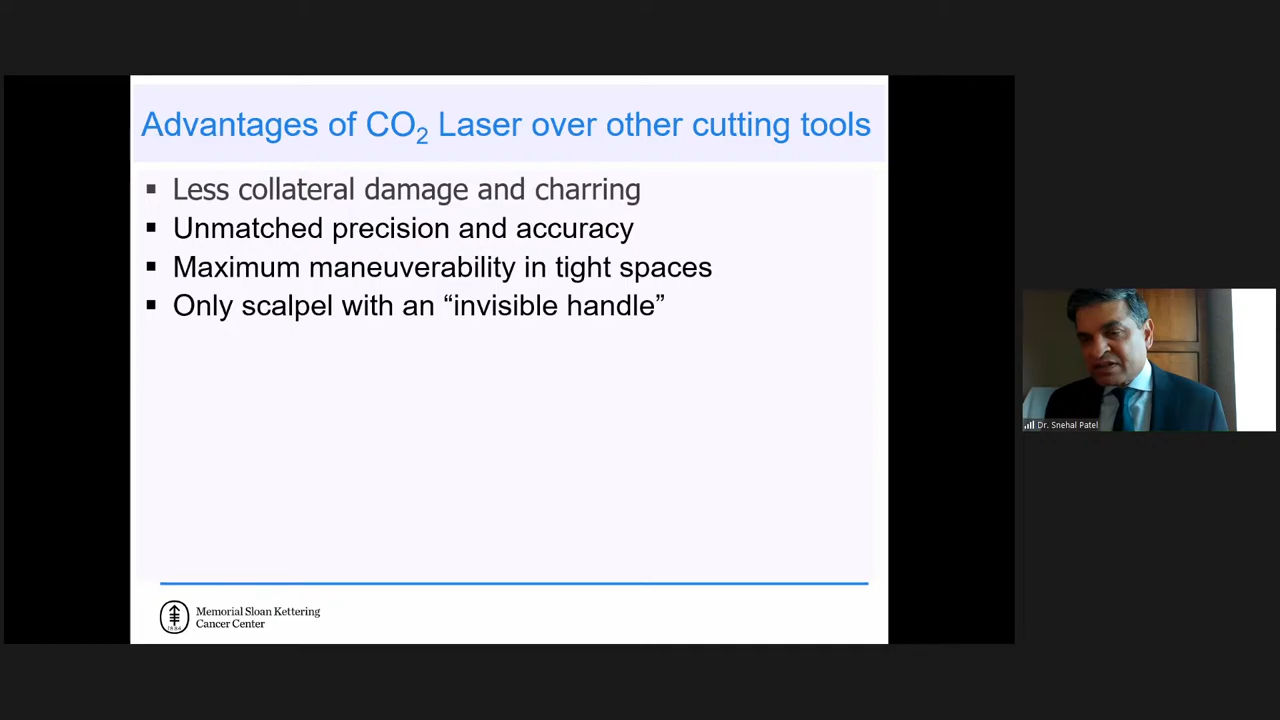 Advantages of CO₂ Laser over other cutting tools
▪ Less collateral damage and charring
▪ Unmatched precision and accuracy
▪ Maximum maneuverability in tight spaces
▪ Only scalpel with an “invisible handle”
Dr. Snehal Patel
1884
Memorial Sloan Kettering
Cancer Center